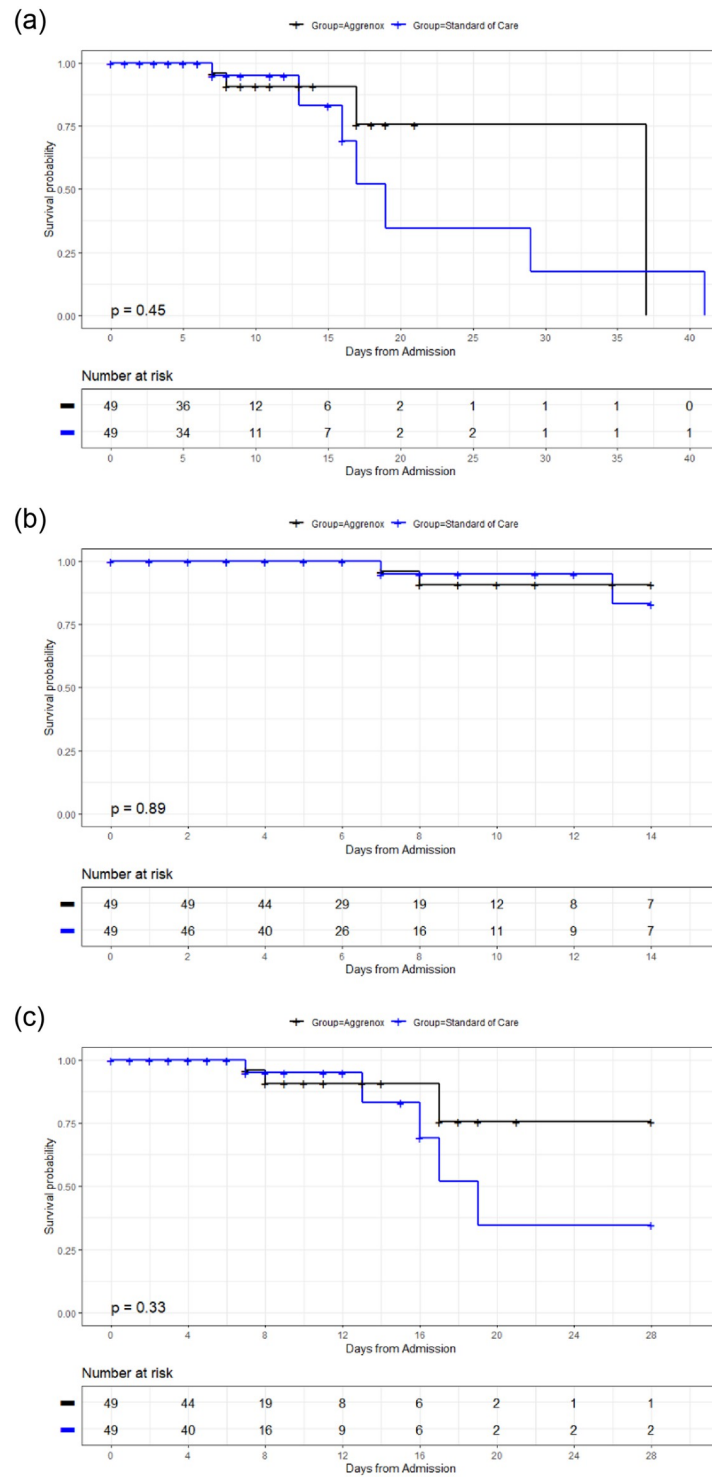 (a)
Group=Aggrenox Group=Standard of Care
Survival probability
1.00
0.75
0.50
0.25
0.00
p = 0.45
0 5 10 15 20 25 30 35 40
Days from Admission
Number at risk
49 36 12 6 2 1 1 1 0
49 34 11 7 2 2 1 1 1
0 5 10 15 20 25 30 35 40
Days from Admission
(b)
Group=Aggrenox Group=Standard of Care
Survival probability
1.00
0.75
0.50
0.25
0.00
p = 0.89
0 2 4 6 8 10 12 14
Days from Admission
Number at risk
49 49 44 29 19 12 8 7
49 46 40 26 16 11 9 7
0 2 4 6 8 10 12 14
Days from Admission
(c)
Group=Aggrenox Group=Standard of Care
Survival probability
1.00
0.75
0.50
0.25
0.00
p = 0.33
0 4 8 12 16 20 24 28
Days from Admission
Number at risk
49 44 19 8 6 2 1 1
49 40 16 9 6 2 2 2
0 4 8 12 16 20 24 28
Days from Admission